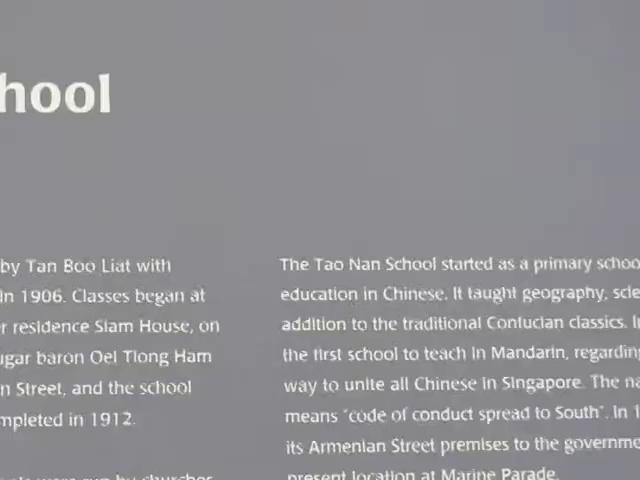 hool
by Tan Boo Liat with
In 1906. Classes began at
r residence Siam House, on
ugar baron Oei Tiong Ham
n Street, and the school
mpleted in 1912.
The Tao Nan School started as a primary schoo
education in Chinese. It taught geography, scie
addition to the traditional Confucian classics. I
the first school to teach in Mandarin, regardin
way to unite all Chinese in Singapore. The na
means "code of conduct spread to South". In 1
its Armenian Street premises to the governme
present location at Marine Parade.